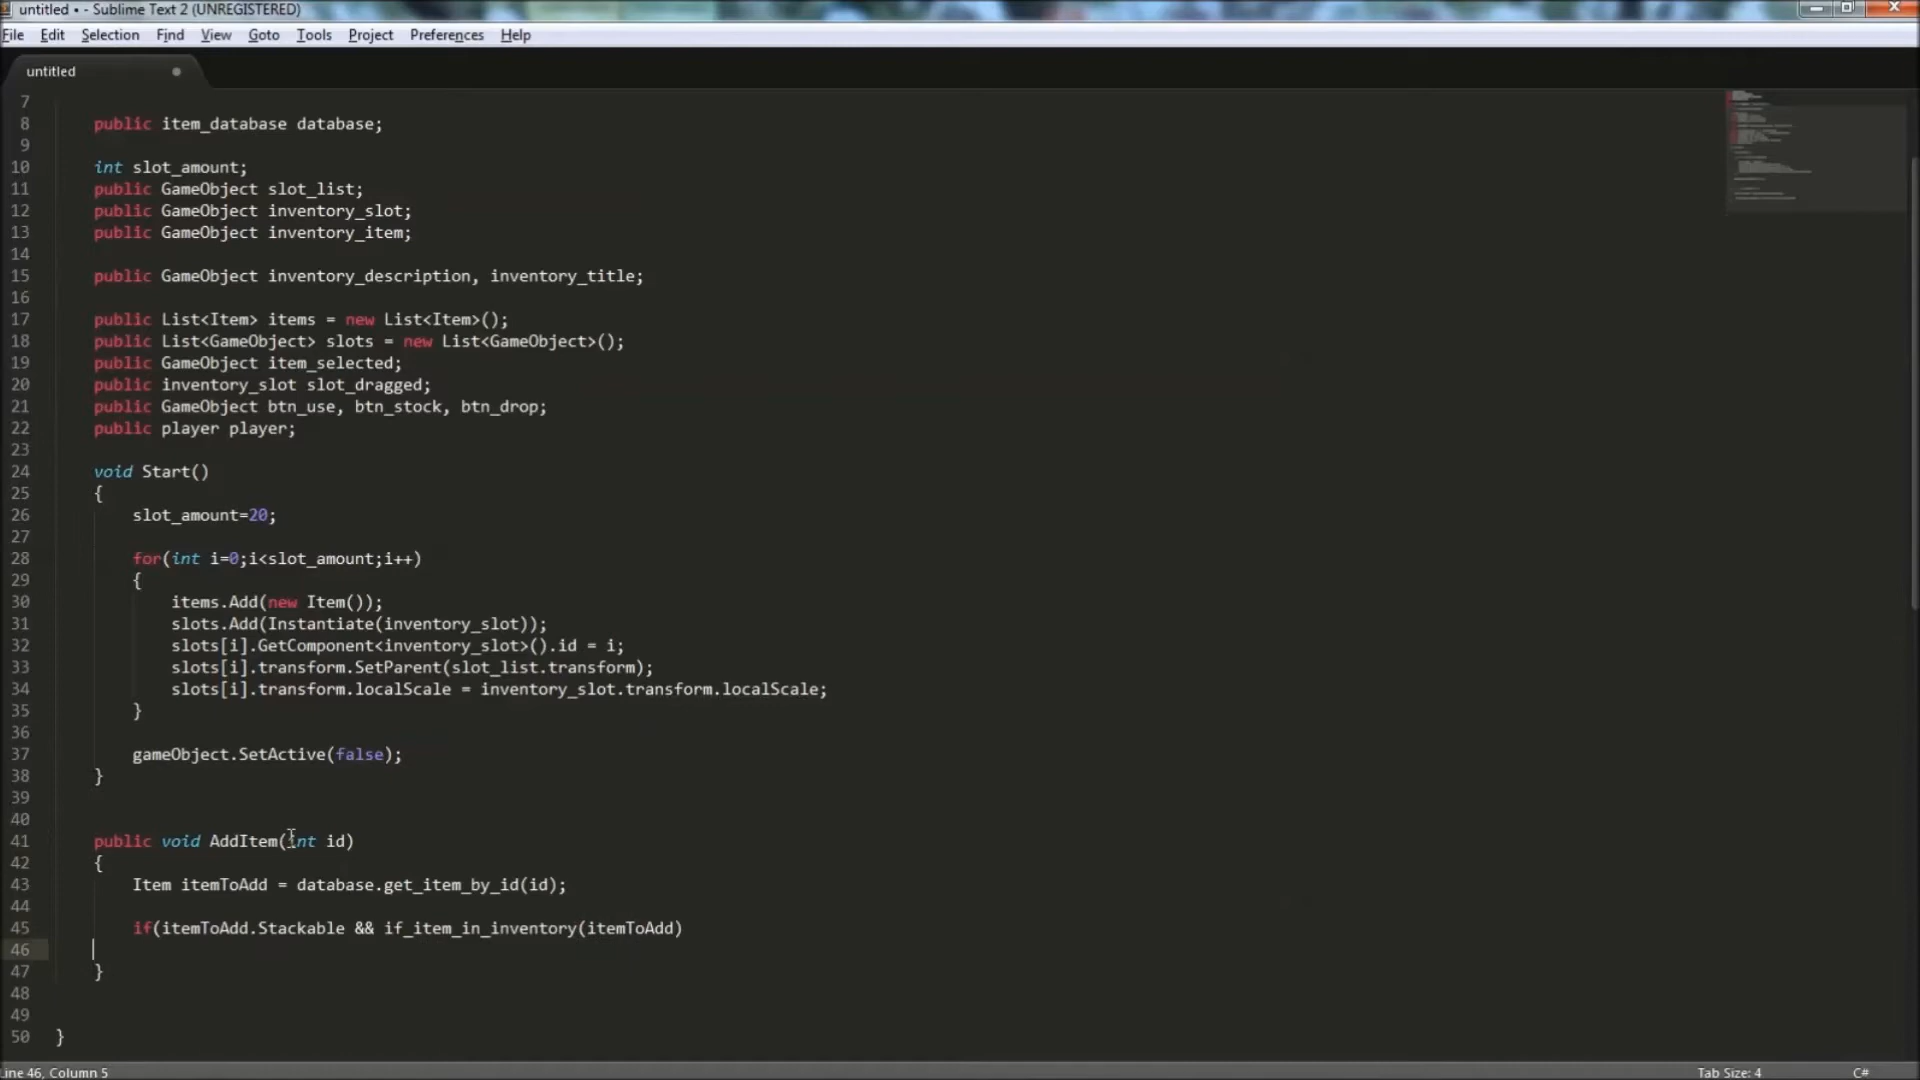 untitled • - Sublime Text 2 (UNREGISTERED)
File Edit Selection Find View Goto Tools Project Preferences Help
untitled
7
8 public item_database database;
9
10 int slot_amount;
11 public GameObject slot_list;
12 public GameObject inventory_slot;
13 public GameObject inventory_item;
14
15 public GameObject inventory_description, inventory_title;
16
17 public List<Item> items = new List<Item>();
18 public List<GameObject> slots = new List<GameObject>();
19 public GameObject item_selected;
20 public inventory_slot slot_dragged;
21 public GameObject btn_use, btn_stock, btn_drop;
22 public player player;
23
24 void Start()
25 {
26 slot_amount=20;
27
28 for(int i=0;i<slot_amount;i++)
29 {
30 items.Add(new Item());
31 slots.Add(Instantiate(inventory_slot));
32 slots[i].GetComponent<inventory_slot>().id = i;
33 slots[i].transform.SetParent(slot_list.transform);
34 slots[i].transform.localScale = inventory_slot.transform.localScale;
35 }
36
37 gameObject.SetActive(false);
38 }
39
40
41 public void AddItem(int id)
42 {
43 Item itemToAdd = database.get_item_by_id(id);
44
45 if(itemToAdd.Stackable && if_item_in_inventory(itemToAdd)
46
47 }
48
49
50 }
Line 46, Column 5 Tab Size: 4 C#